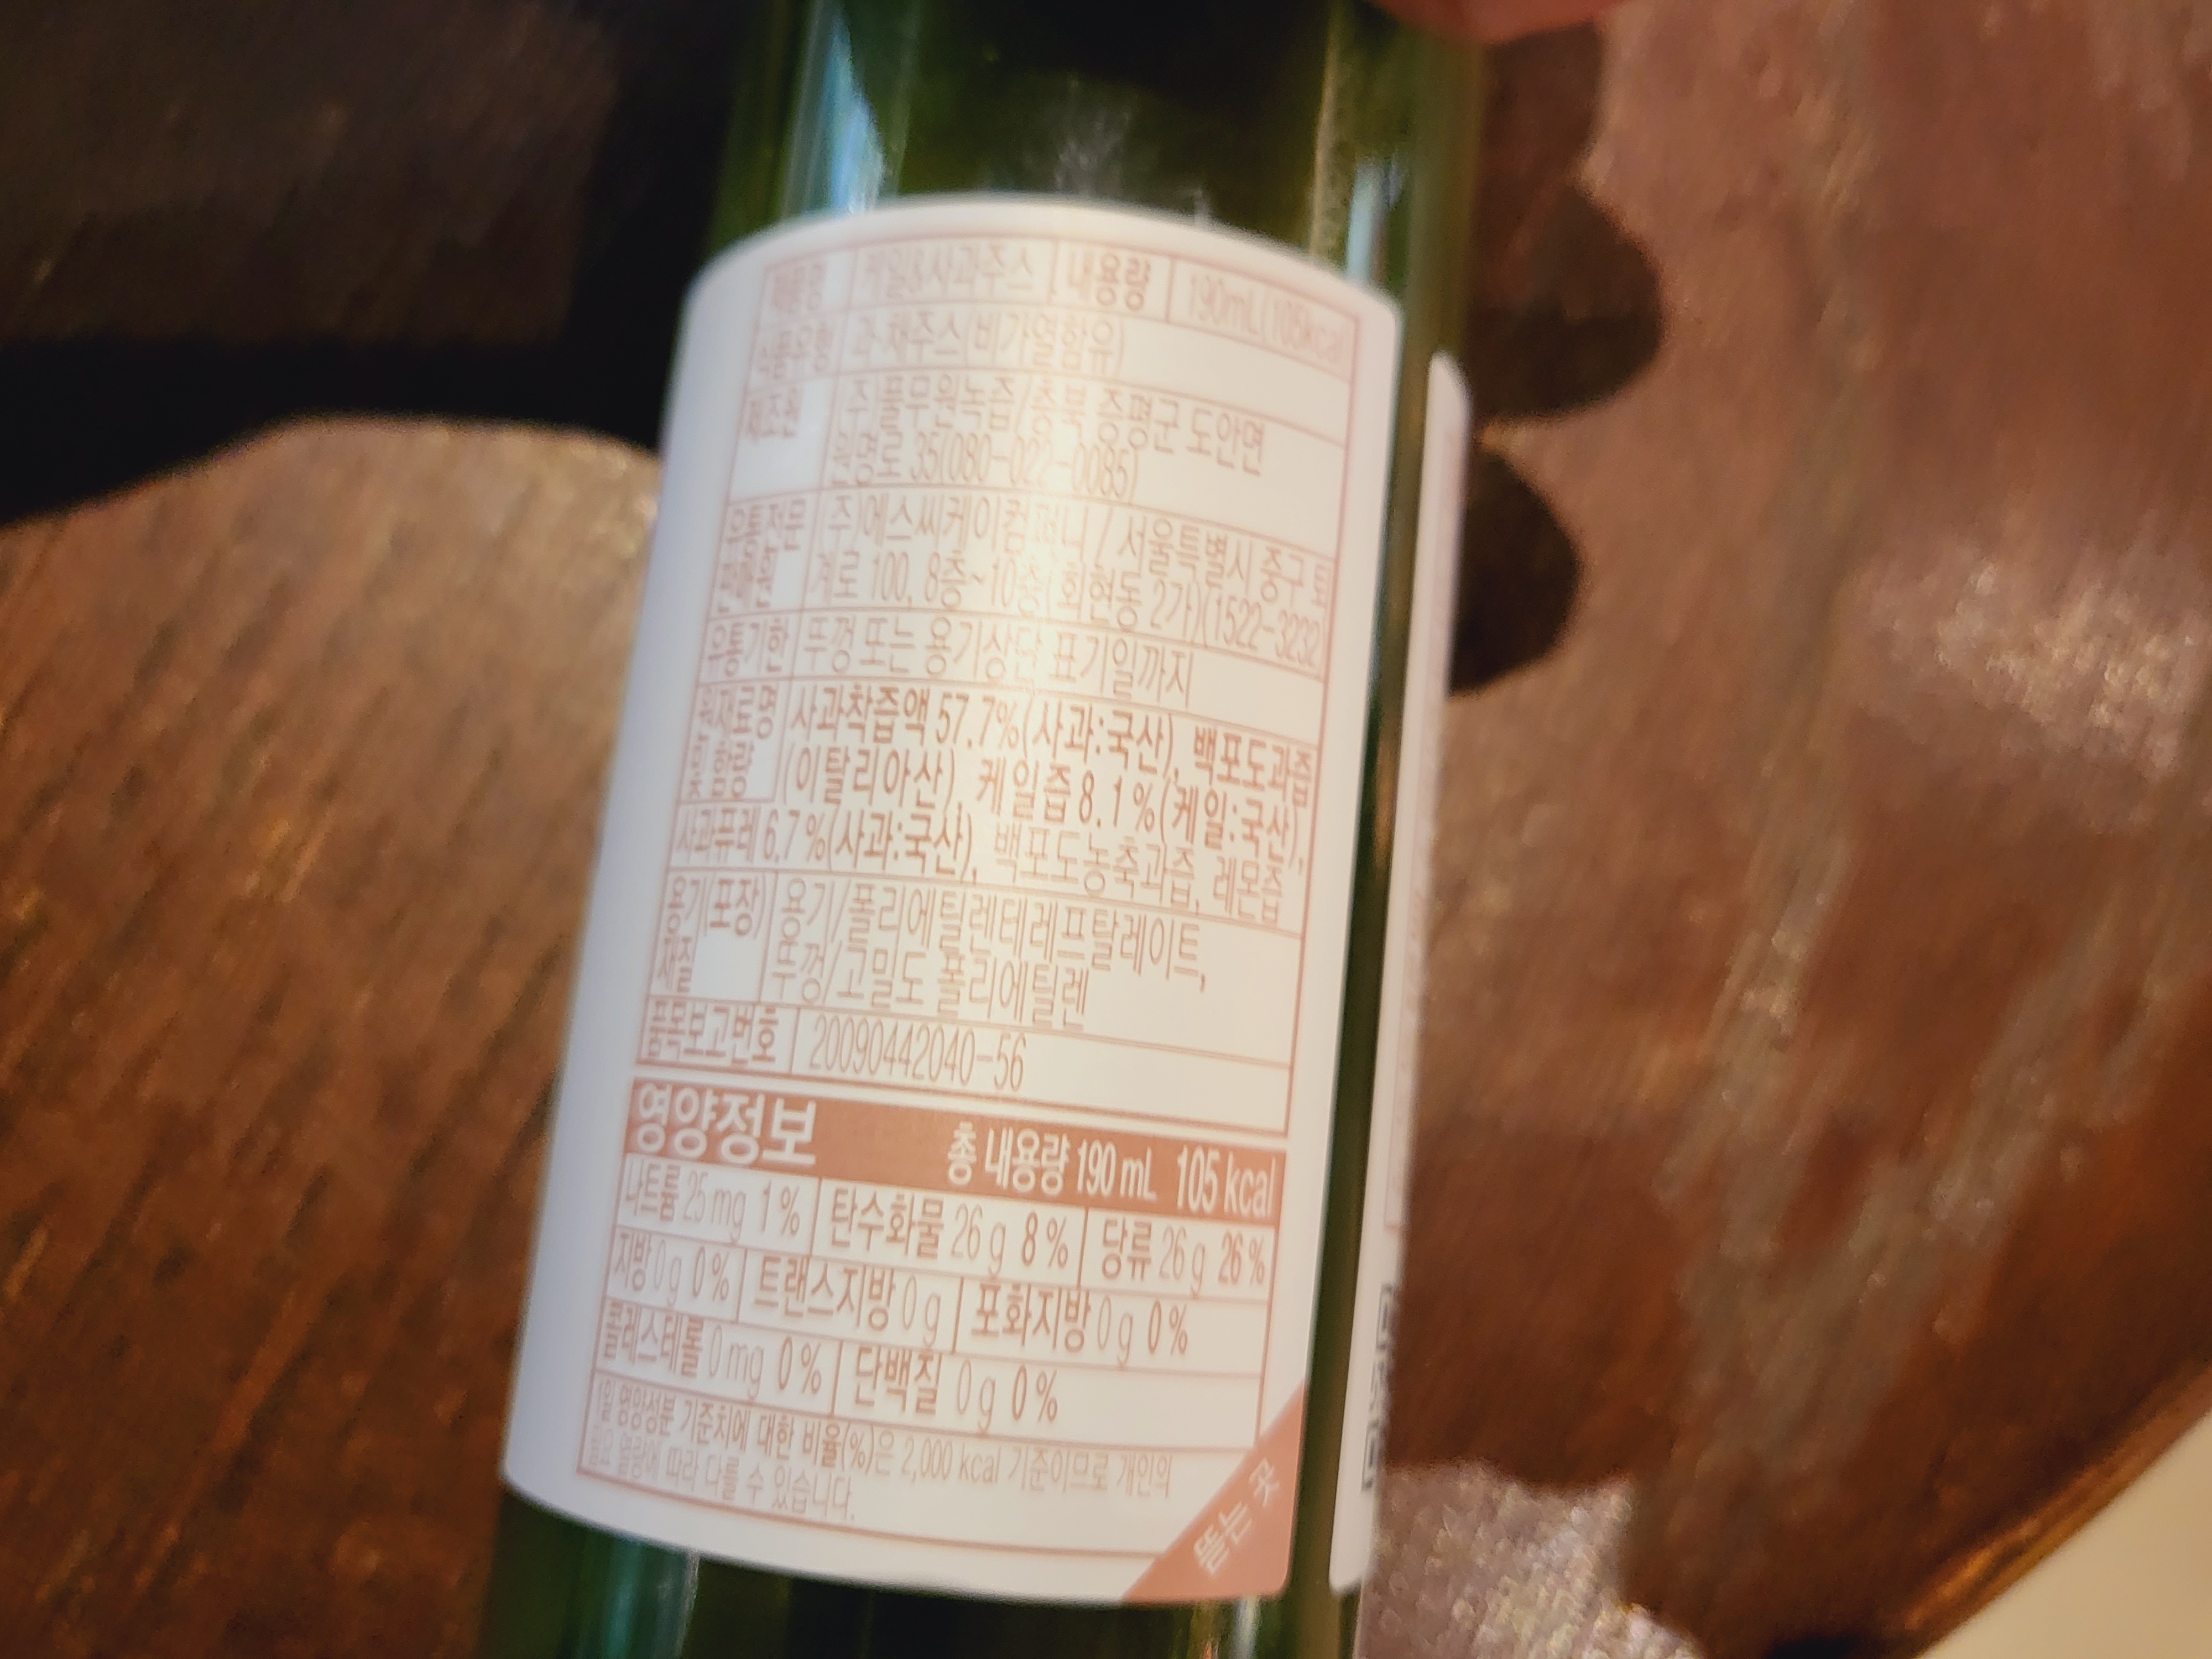 제품명 케일&사과주스 내용량 190mL(105kcal)
식품유형 과·채주스(비가열함유)
제조원 주)풀무원녹즙/충북 증평군 도안면
원명로 35(080-022-0085)
유통전문 주)에스씨케이컴퍼니 / 서울특별시 중구 퇴
판매업소 계로 100, 8층~10층(회현동 2가)(1522-3232)
유통기한 뚜껑 또는 용기상단 표기일까지
원재료명 사과착즙액 57.7%(사과:국산), 백포도과즙
및 함량 (이탈리아산), 케일즙 8.1%(케일:국산),
사과퓨레 6.7%(사과:국산), 백포도농축과즙, 레몬즙
용기(포장) 용기/폴리에틸렌테레프탈레이트,
재질 뚜껑/고밀도 폴리에틸렌
품목보고번호 20090442040-56
영양정보 총 내용량 190 mL 105 kcal
나트륨 25 mg 1% 탄수화물 26 g 8% 당류 26 g 26%
지방 0 g 0% 트랜스지방 0 g 포화지방 0 g 0%
콜레스테롤 0 mg 0% 단백질 0 g 0%
1일 영양성분 기준치에 대한 비율(%)은 2,000 kcal 기준이므로 개인의
필요 열량에 따라 다를 수 있습니다.
뜯는 곳